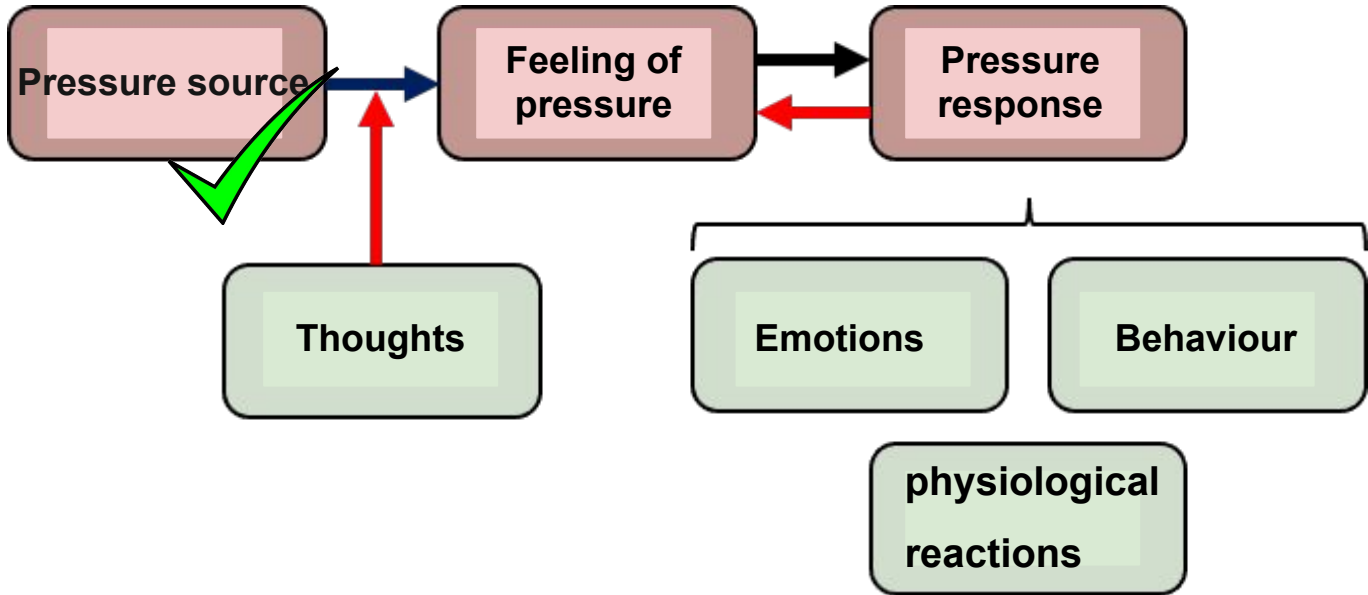 Pressure source
Feeling of
pressure
Pressure
response
Thoughts
Emotions
Behaviour
physiological
reactions